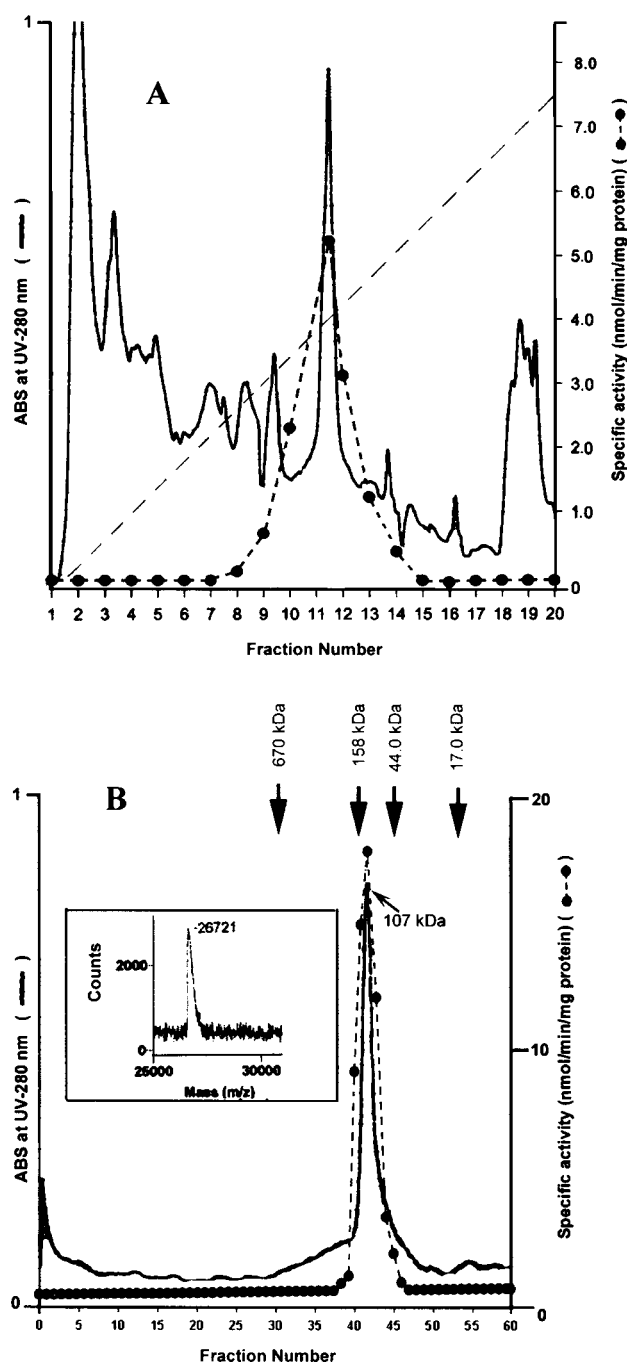 A
1
0
ABS at UV-280 nm ( — )
8.0
7.0
6.0
5.0
4.0
3.0
2.0
1.0
0
Specific activity (nmol/min/mg protein) (●-●)
1 2 3 4 5 6 7 8 9 10 11 12 13 14 15 16 17 18 19 20
Fraction Number
B
670 kDa
158 kDa
44.0 kDa
17.0 kDa
1
0
ABS at UV-280 nm ( — )
20
10
0
Specific activity (nmol/min/mg protein) (●-●)
107 kDa
-26721
Counts
2000
0
25000 30000
Mass (m/z)
0 5 10 15 20 25 30 35 40 45 50 55 60
Fraction Number